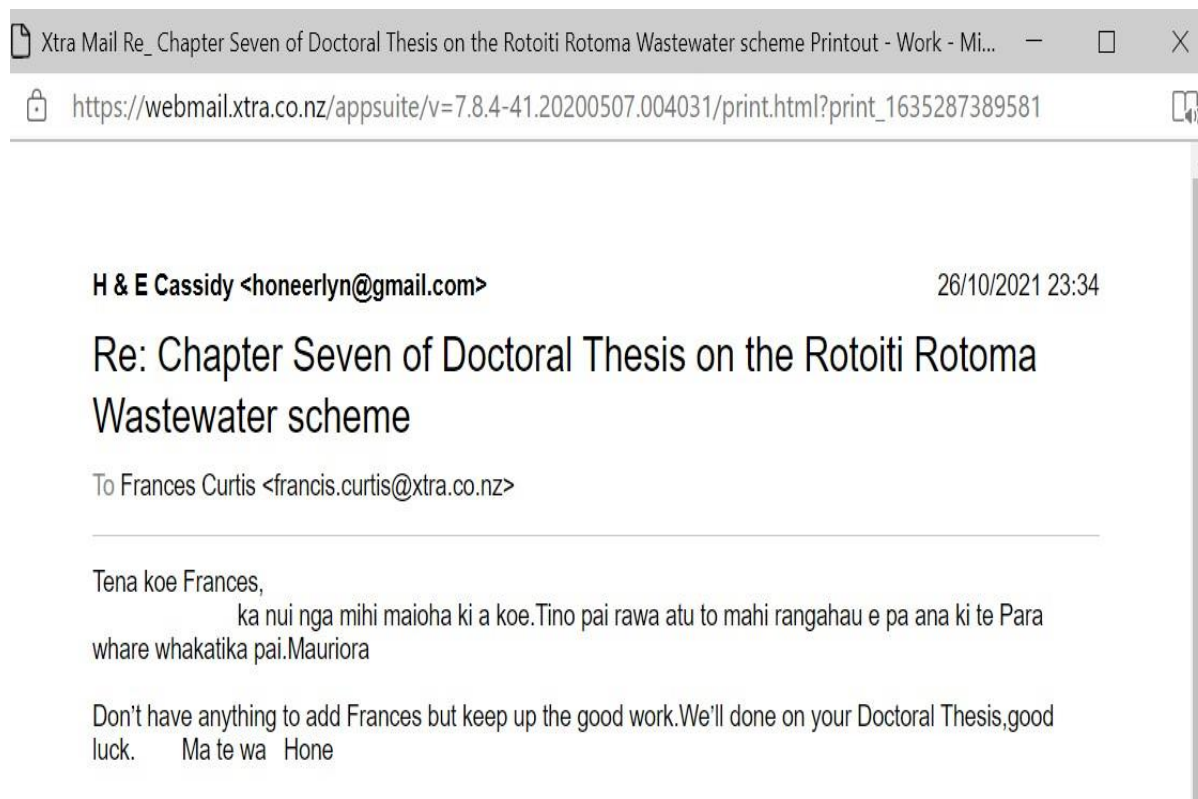 Xtra Mail Re_ Chapter Seven of Doctoral Thesis on the Rotoiti Rotoma Wastewater scheme Printout - Work - Mi...
https://webmail.xtra.co.nz/appsuite/v=7.8.4-41.20200507.004031/print.html?print_1635287389581
H & E Cassidy <honeerlyn@gmail.com> 26/10/2021 23:34
Re: Chapter Seven of Doctoral Thesis on the Rotoiti Rotoma
Wastewater scheme
To Frances Curtis <francis.curtis@xtra.co.nz>
Tena koe Frances,
ka nui nga mihi maioha ki a koe.Tino pai rawa atu to mahi rangahau e pa ana ki te Para
whare whakatika pai.Mauriora
Don't have anything to add Frances but keep up the good work.We'll done on your Doctoral Thesis,good
luck. Ma te wa Hone